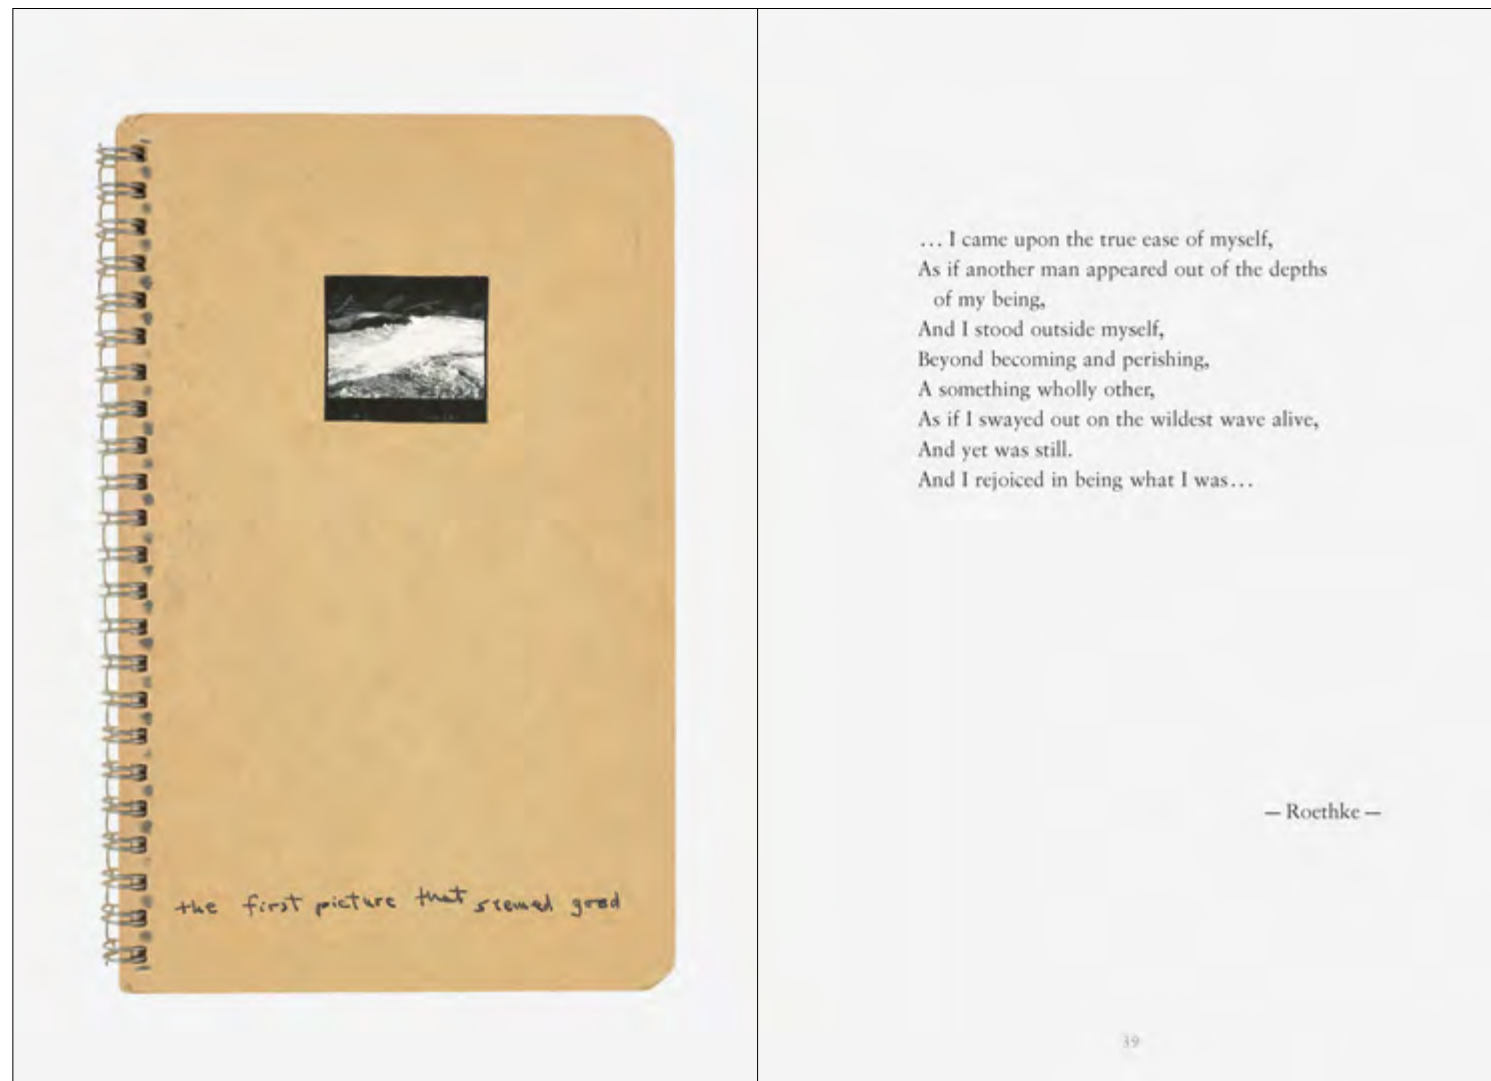 the first picture that seemed good
... I came upon the true ease of myself,
As if another man appeared out of the depths
of my being,
And I stood outside myself,
Beyond becoming and perishing,
A something wholly other,
As if I swayed out on the wildest wave alive,
And yet was still.
And I rejoiced in being what I was...
— Roethke —
39